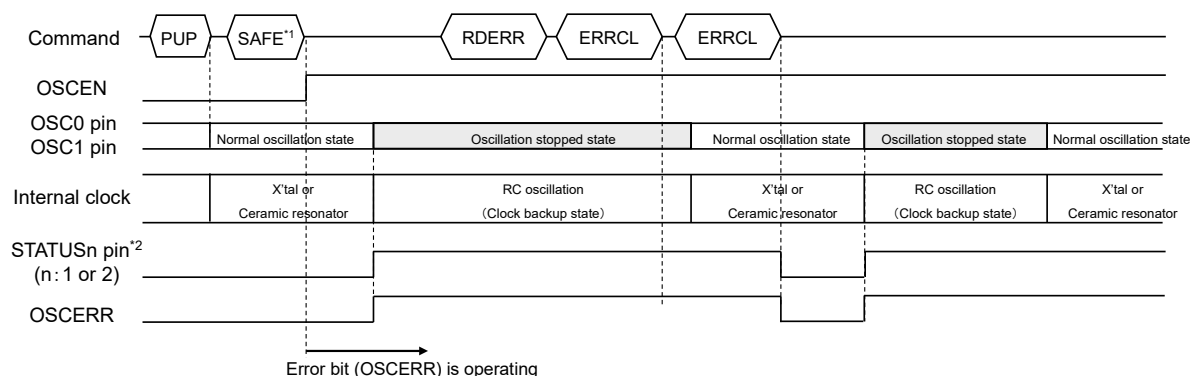 Command
PUP
SAFE*1
RDERR
ERRCL
ERRCL
OSCEN
OSC0 pin
OSC1 pin
Normal oscillation state
Oscillation stopped state
Normal oscillation state
Oscillation stopped state
Normal oscillation state
Internal clock
X'tal or
Ceramic resonator
RC oscillation
(Clock backup state)
X'tal or
Ceramic resonator
RC oscillation
(Clock backup state)
X'tal or
Ceramic resonator
STATUSn pin*2
(n:1 or 2)
OSCERR
Error bit (OSCERR) is operating